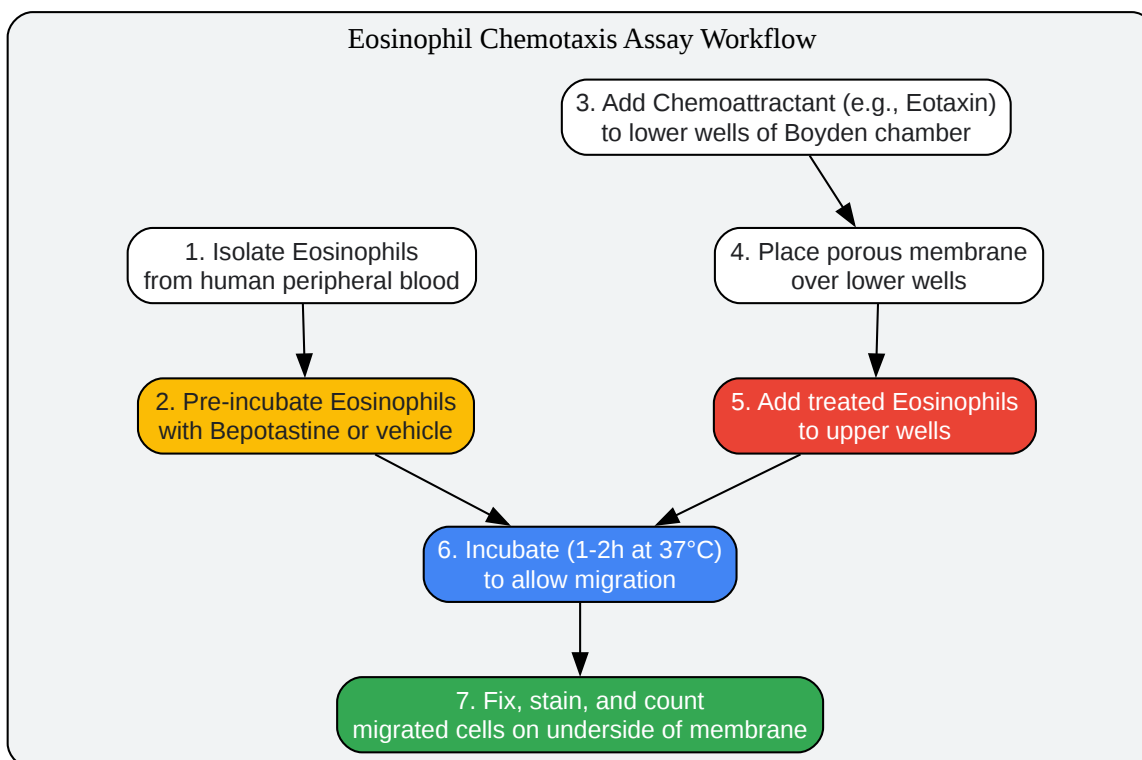 Eosinophil Chemotaxis Assay Workflow
3. Add Chemoattractant (e.g., Eotaxin)
to lower wells of Boyden chamber
1. Isolate Eosinophils
from human peripheral blood
4. Place porous membrane
over lower wells
2. Pre-incubate Eosinophils
with Bepotastine or vehicle
5. Add treated Eosinophils
to upper wells
6. Incubate (1-2h at 37°C)
to allow migration
7. Fix, stain, and count
migrated cells on underside of membrane